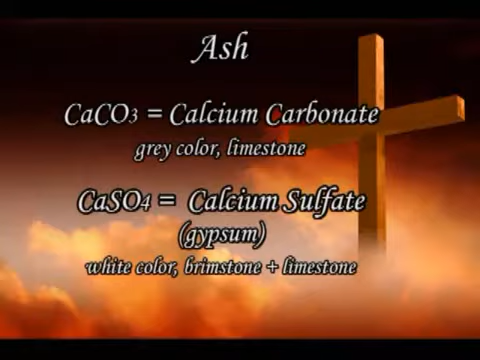 Ash
CaCO3 = Calcium Carbonate
grey color, limestone
CaSO4 = Calcium Sulfate
(gypsum)
white color, brimstone + limestone